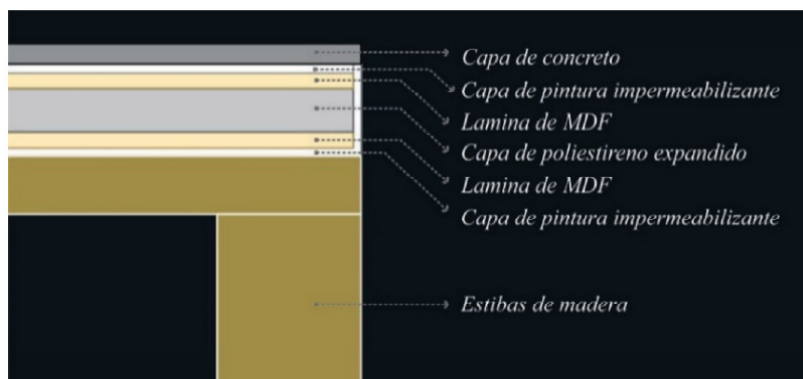 Capa de concreto
Capa de pintura impermeabilizante
Lamina de MDF
Capa de poliestireno expandido
Lamina de MDF
Capa de pintura impermeabilizante
Estibas de madera